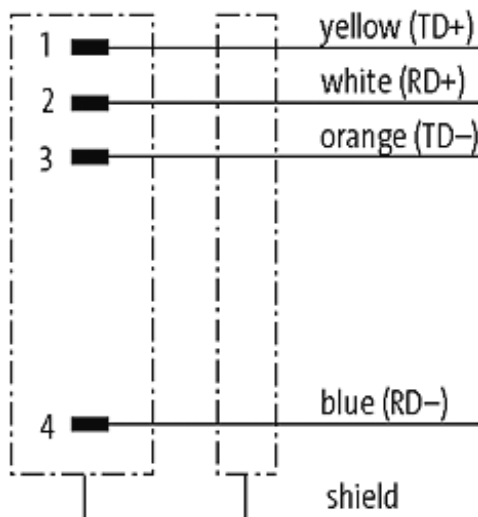 1 yellow (TD+)
2 white (RD+)
3 orange (TD–)
4 blue (RD–)
shield